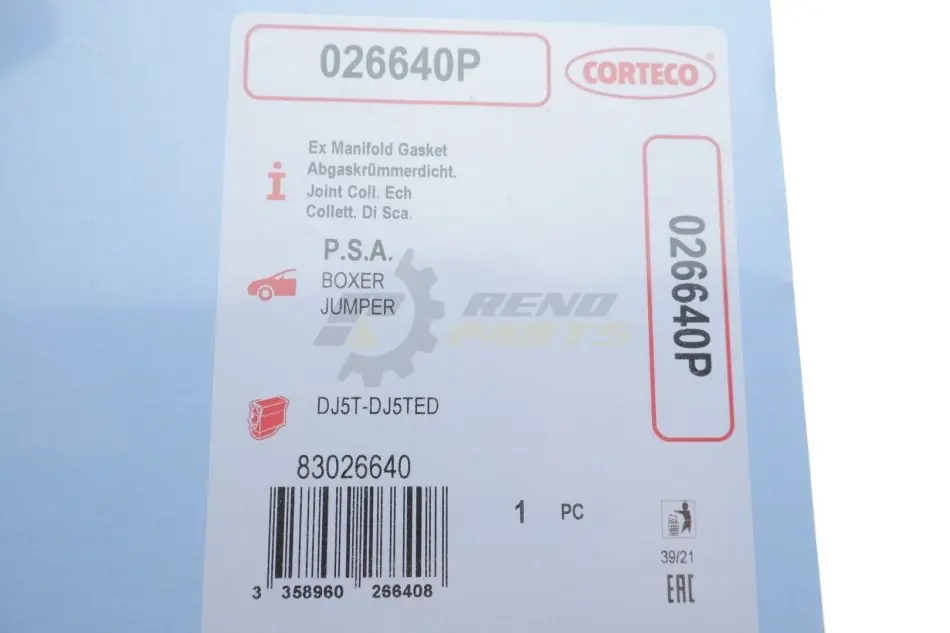 026640P
CORTECO®
Ex Manifold Gasket
Abgaskrümmerdicht.
Joint Coll. Ech
Collett. Di Sca.
P.S.A.
BOXER
JUMPER
RENO
PARTS
026640P
DJ5T-DJ5TED
83026640
1 PC
3 358960 266408
39/21
EAC